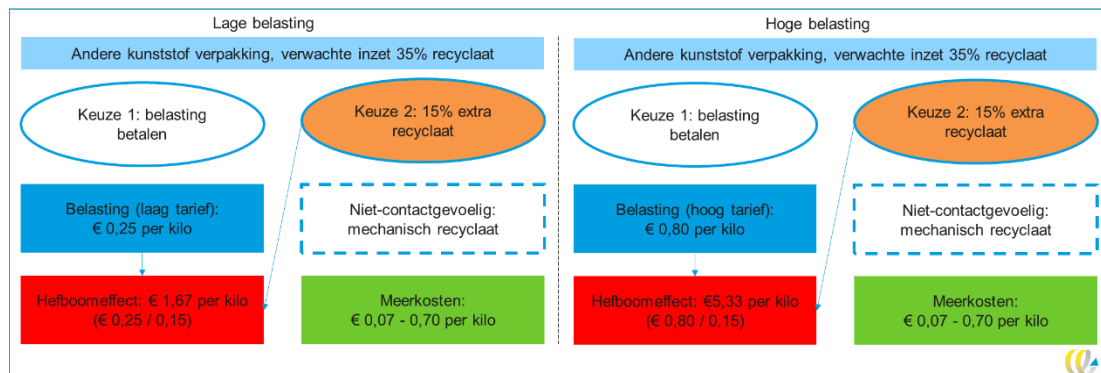 Lage belasting
Andere kunststof verpakking, verwachte inzet 35% recyclaat
Keuze 1: belasting
betalen
Keuze 2: 15% extra
recyclaat
Belasting (laag tarief):
€ 0,25 per kilo
Niet-contactgevoelig:
mechanisch recyclaat
Hefboomeffect: € 1,67 per kilo
(€ 0,25 / 0,15)
Meerkosten:
€ 0,07 - 0,70 per kilo
Hoge belasting
Andere kunststof verpakking, verwachte inzet 35% recyclaat
Keuze 1: belasting
betalen
Keuze 2: 15% extra
recyclaat
Belasting (hoog tarief):
€ 0,80 per kilo
Niet-contactgevoelig:
mechanisch recyclaat
Hefboomeffect: €5,33 per kilo
(€ 0,80 / 0,15)
Meerkosten:
€ 0,07 - 0,70 per kilo